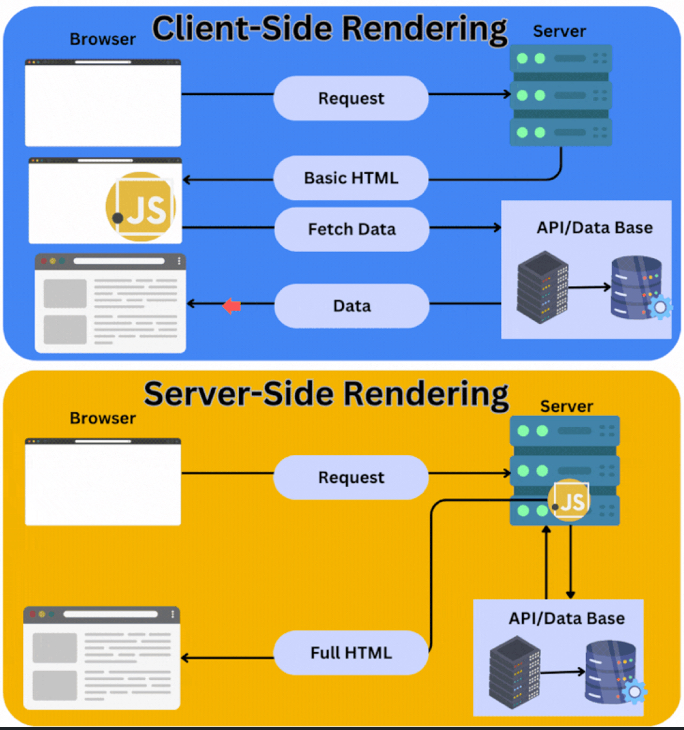 Client-Side Rendering
Browser
Server
Request
Basic HTML
JS
Fetch Data
API/Data Base
Data
Server-Side Rendering
Browser
Server
Request
JS
API/Data Base
Full HTML